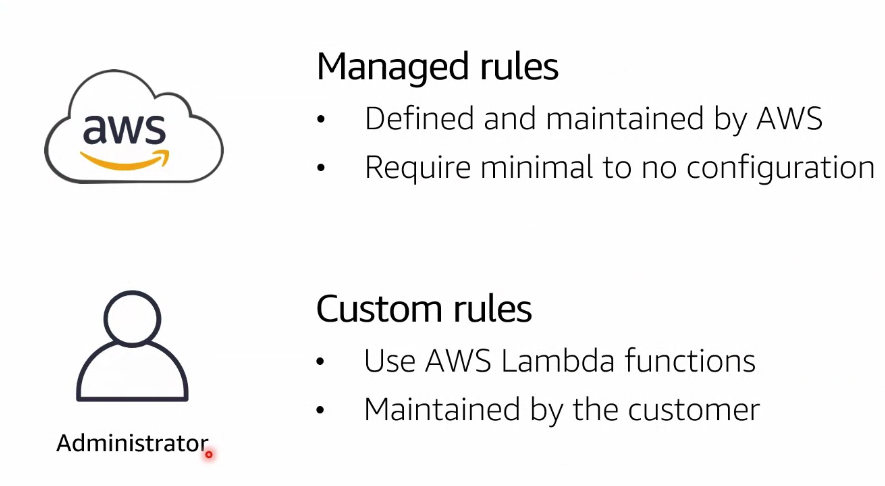 aws
Managed rules
• Defined and maintained by AWS
• Require minimal to no configuration
Custom rules
• Use AWS Lambda functions
• Maintained by the customer
Administrator